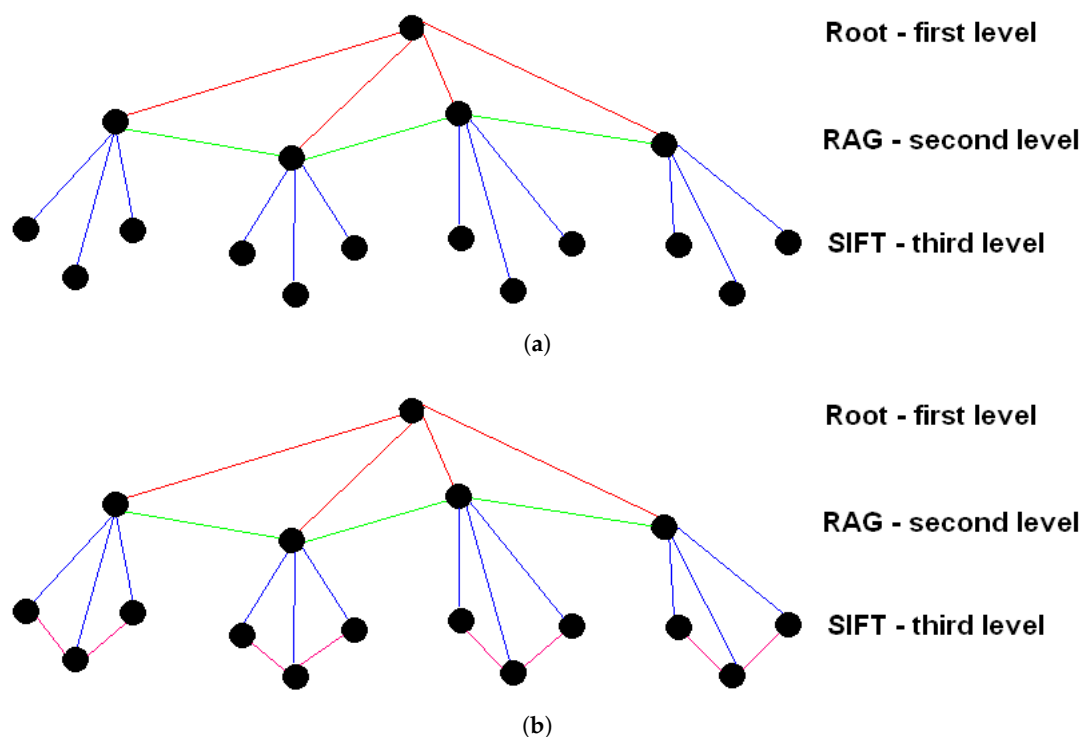 Root - first level
RAG - second level
SIFT - third level
(a)
Root - first level
RAG - second level
SIFT - third level
(b)